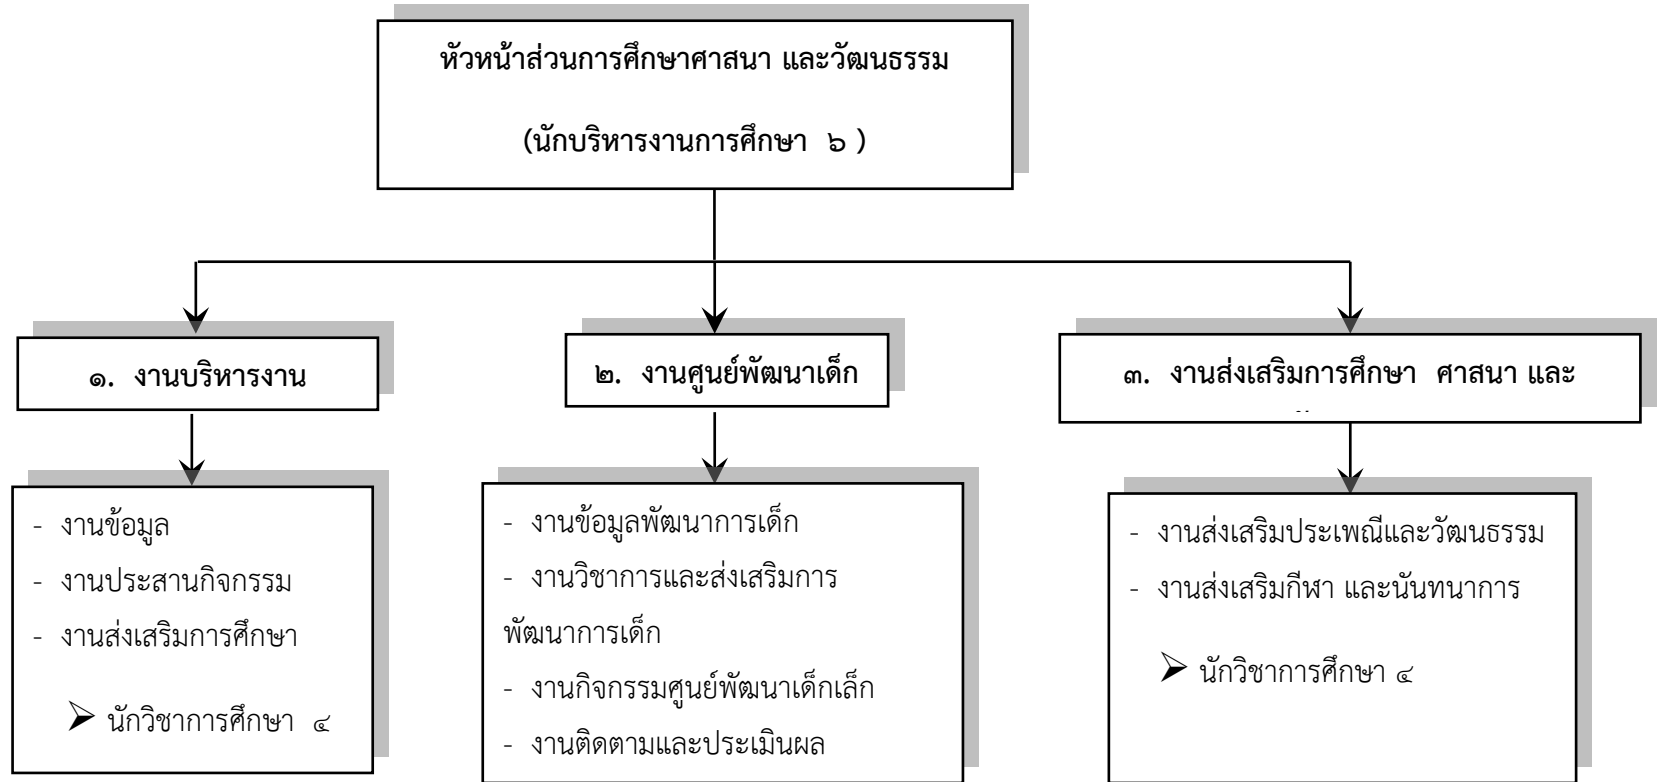 หัวหน้าส่วนการศึกษาศาสนา และวัฒนธรรม
(นักบริหารงานการศึกษา ๖ )
๑. งานบริหารงาน
๒. งานศูนย์พัฒนาเด็ก
๓. งานส่งเสริมการศึกษา ศาสนา และ
- งานข้อมูล
- งานประสานกิจกรรม
- งานส่งเสริมการศึกษา
➢ นักวิชาการศึกษา ๔
- งานข้อมูลพัฒนาการเด็ก
- งานวิชาการและส่งเสริมการ
พัฒนาการเด็ก
- งานกิจกรรมศูนย์พัฒนาเด็กเล็ก
- งานติดตามและประเมินผล
- งานส่งเสริมประเพณีและวัฒนธรรม
- งานส่งเสริมกีฬา และนันทนาการ
➢ นักวิชาการศึกษา ๔